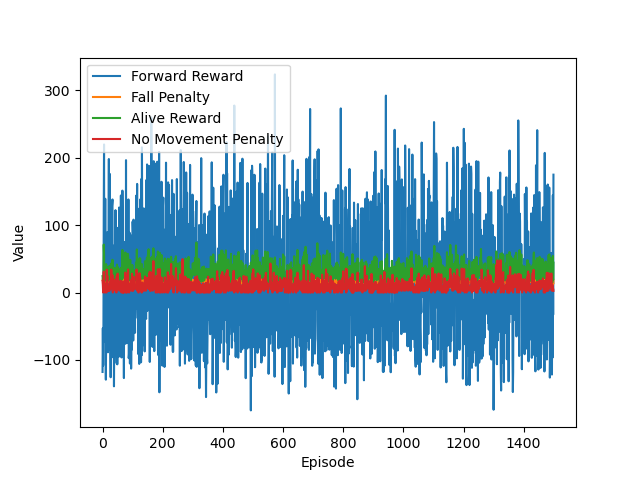 Forward Reward
Fall Penalty
Alive Reward
No Movement Penalty
300
200
100
0
−100
Value
0 200 400 600 800 1000 1200 1400
Episode